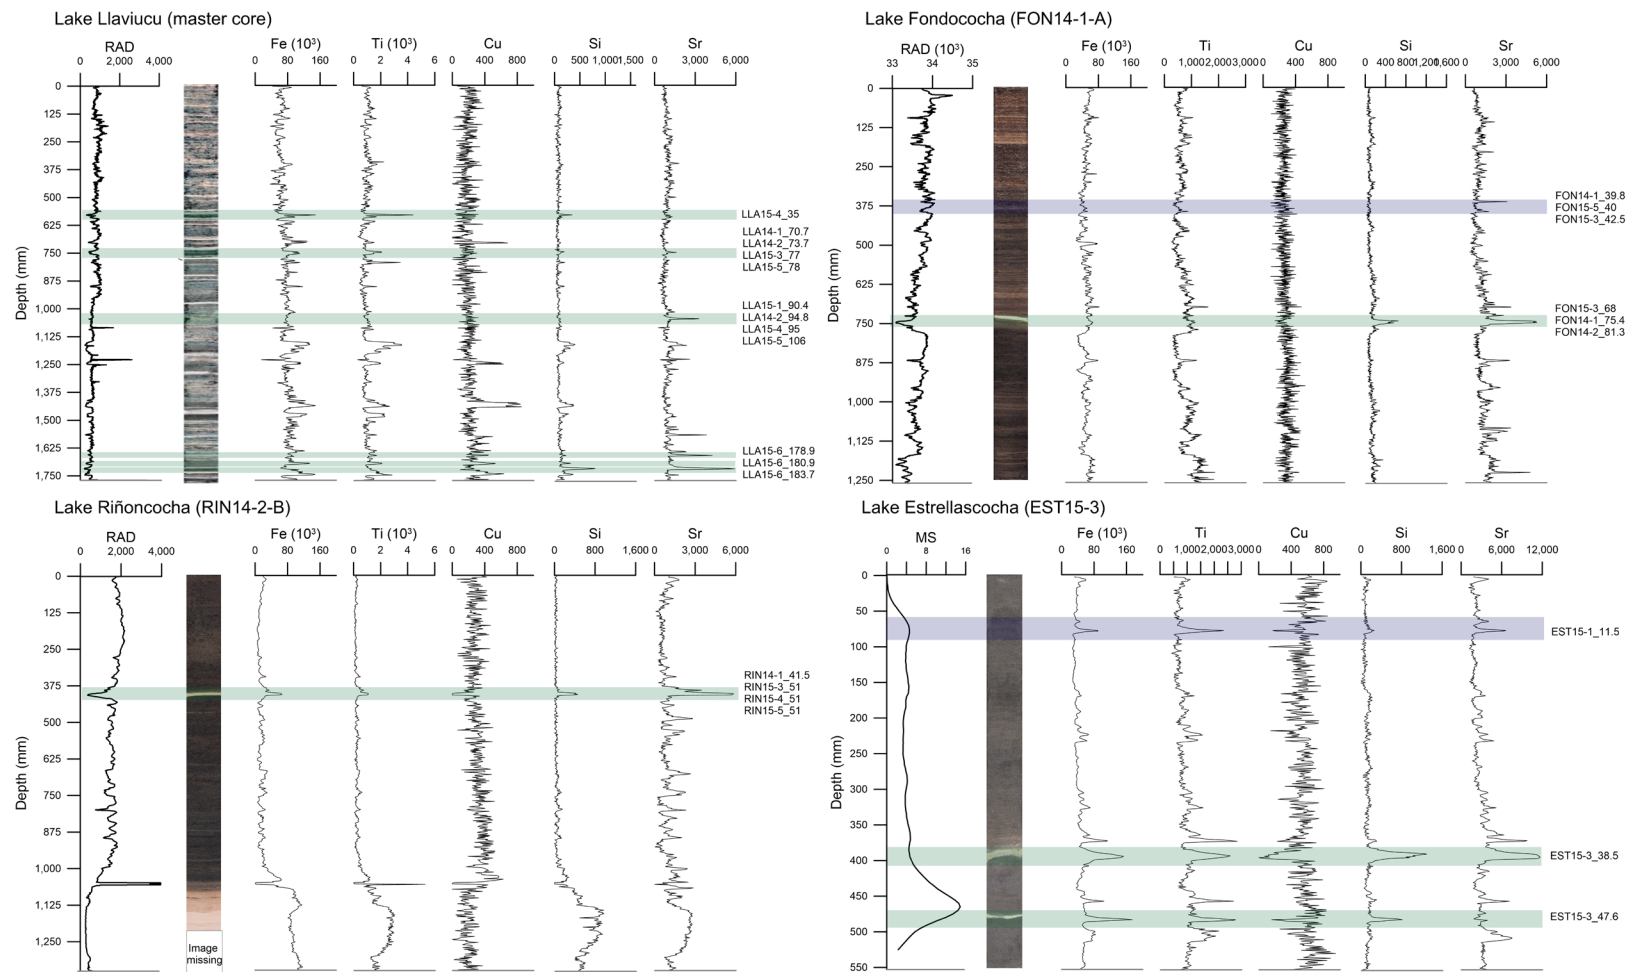 Lake Llaviucu (master core)
RAD
Fe (10³)
Ti (10³)
Cu
Si
Sr
0 2,000 4,000
0 80 160
0 2 4 6
0 400 800
0 500 1,000 1,500
0 3,000 6,000
Depth (mm)
0
125
250
375
500
625
750
875
1,000
1,125
1,250
1,375
1,500
1,625
1,750
LLA15-4_35
LLA14-1_70.7
LLA14-2_73.7
LLA15-3_77
LLA15-5_78
LLA15-1_90.4
LLA14-2_94.8
LLA15-4_95
LLA15-5_106
LLA15-6_178.9
LLA15-6_180.9
LLA15-6_183.7
Lake Fondococha (FON14-1-A)
RAD (10³)
Fe (10³)
Ti
Cu
Si
Sr
33 34 35
0 80 160
0 1,000 2,000 3,000
0 400 800
0 400 800 1,200 1,600
0 3,000 6,000
Depth (mm)
0
125
250
375
500
625
750
875
1,000
1,125
1,250
FON14-1_39.8
FON15-5_40
FON15-3_42.5
FON15-3_68
FON14-1_75.4
FON14-2_81.3
Lake Riñoncocha (RIN14-2-B)
RAD
Fe (10³)
Ti (10³)
Cu
Si
Sr
0 2,000 4,000
0 80 160
0 2 4 6
0 400 800
0 800 1,600
0 3,000 6,000
Depth (mm)
0
125
250
375
500
625
750
875
1,000
1,125
1,250
RIN14-1_41.5
RIN15-3_51
RIN15-4_51
RIN15-5_51
Image
missing
Lake Estrellascocha (EST15-3)
MS
Fe (10³)
Ti
Cu
Si
Sr
0 8 16
0 80 160
0 1,000 2,000 3,000
400 800
0 800 1,600
0 6,000 12,000
Depth (mm)
0
50
100
150
200
250
300
350
400
450
500
550
EST15-1_11.5
EST15-3_38.5
EST15-3_47.6